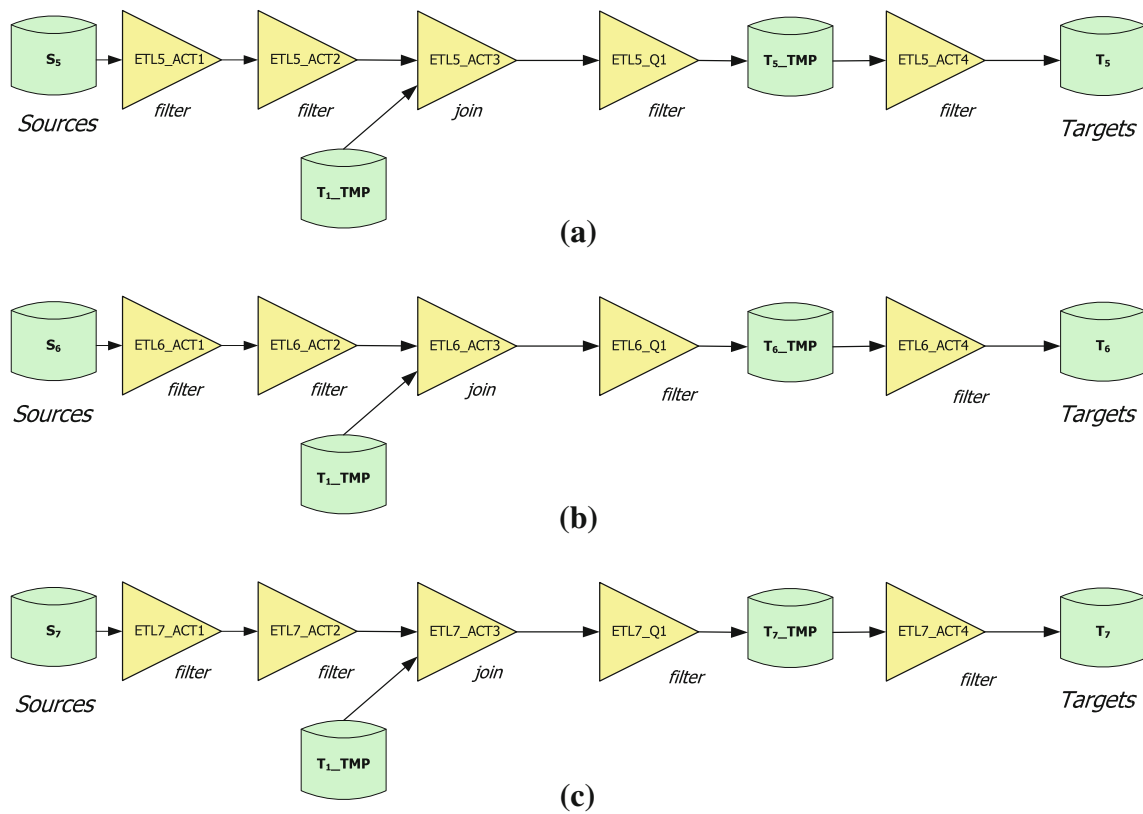 S₅ ETL5_ACT1 ETL5_ACT2 ETL5_ACT3 ETL5_Q1 T₅_TMP ETL5_ACT4 T₅
Sources filter filter join filter filter Targets
T₁_TMP
(a)
S₆ ETL6_ACT1 ETL6_ACT2 ETL6_ACT3 ETL6_Q1 T₆_TMP ETL6_ACT4 T₆
Sources filter filter join filter filter Targets
T₁_TMP
(b)
S₇ ETL7_ACT1 ETL7_ACT2 ETL7_ACT3 ETL7_Q1 T₇_TMP ETL7_ACT4 T₇
Sources filter filter join filter filter Targets
T₁_TMP
(c)